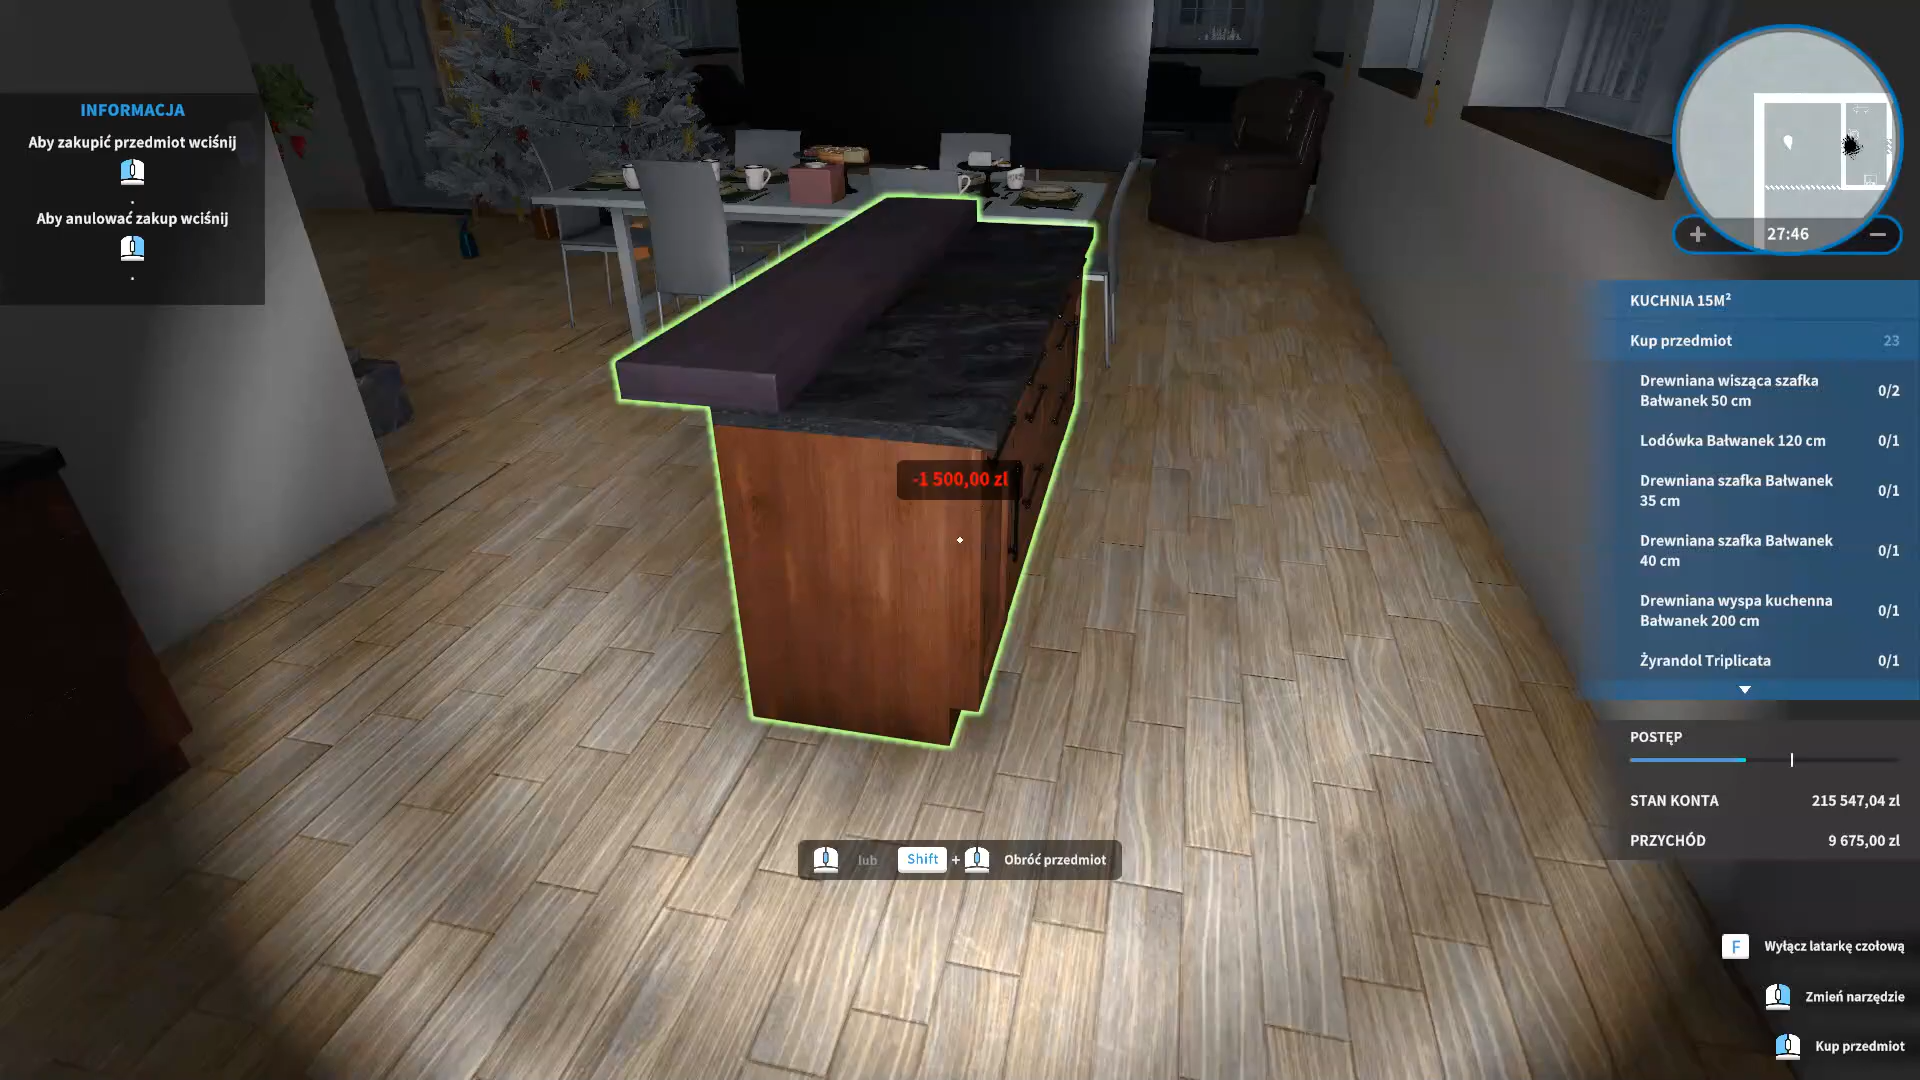 INFORMACJA
Aby zakupić przedmiot wciśnij
.
Aby anulować zakup wciśnij
.
27:46
KUCHNIA 15M²
Kup przedmiot 23
Drewniana wisząca szafka
Bałwanek 50 cm 0/2
Lodówka Bałwanek 120 cm 0/1
Drewniana szafka Bałwanek
35 cm 0/1
Drewniana szafka Bałwanek
40 cm 0/1
Drewniana wyspa kuchenna
Bałwanek 200 cm 0/1
Żyrandol Triplicata 0/1
-1 500,00 zl
POSTĘP
STAN KONTA 215 547,04 zl
PRZYCHÓD 9 675,00 zl
lub Shift + Obróć przedmiot
F Wyłącz latarkę czołową
Zmień narzędzie
Kup przedmiot